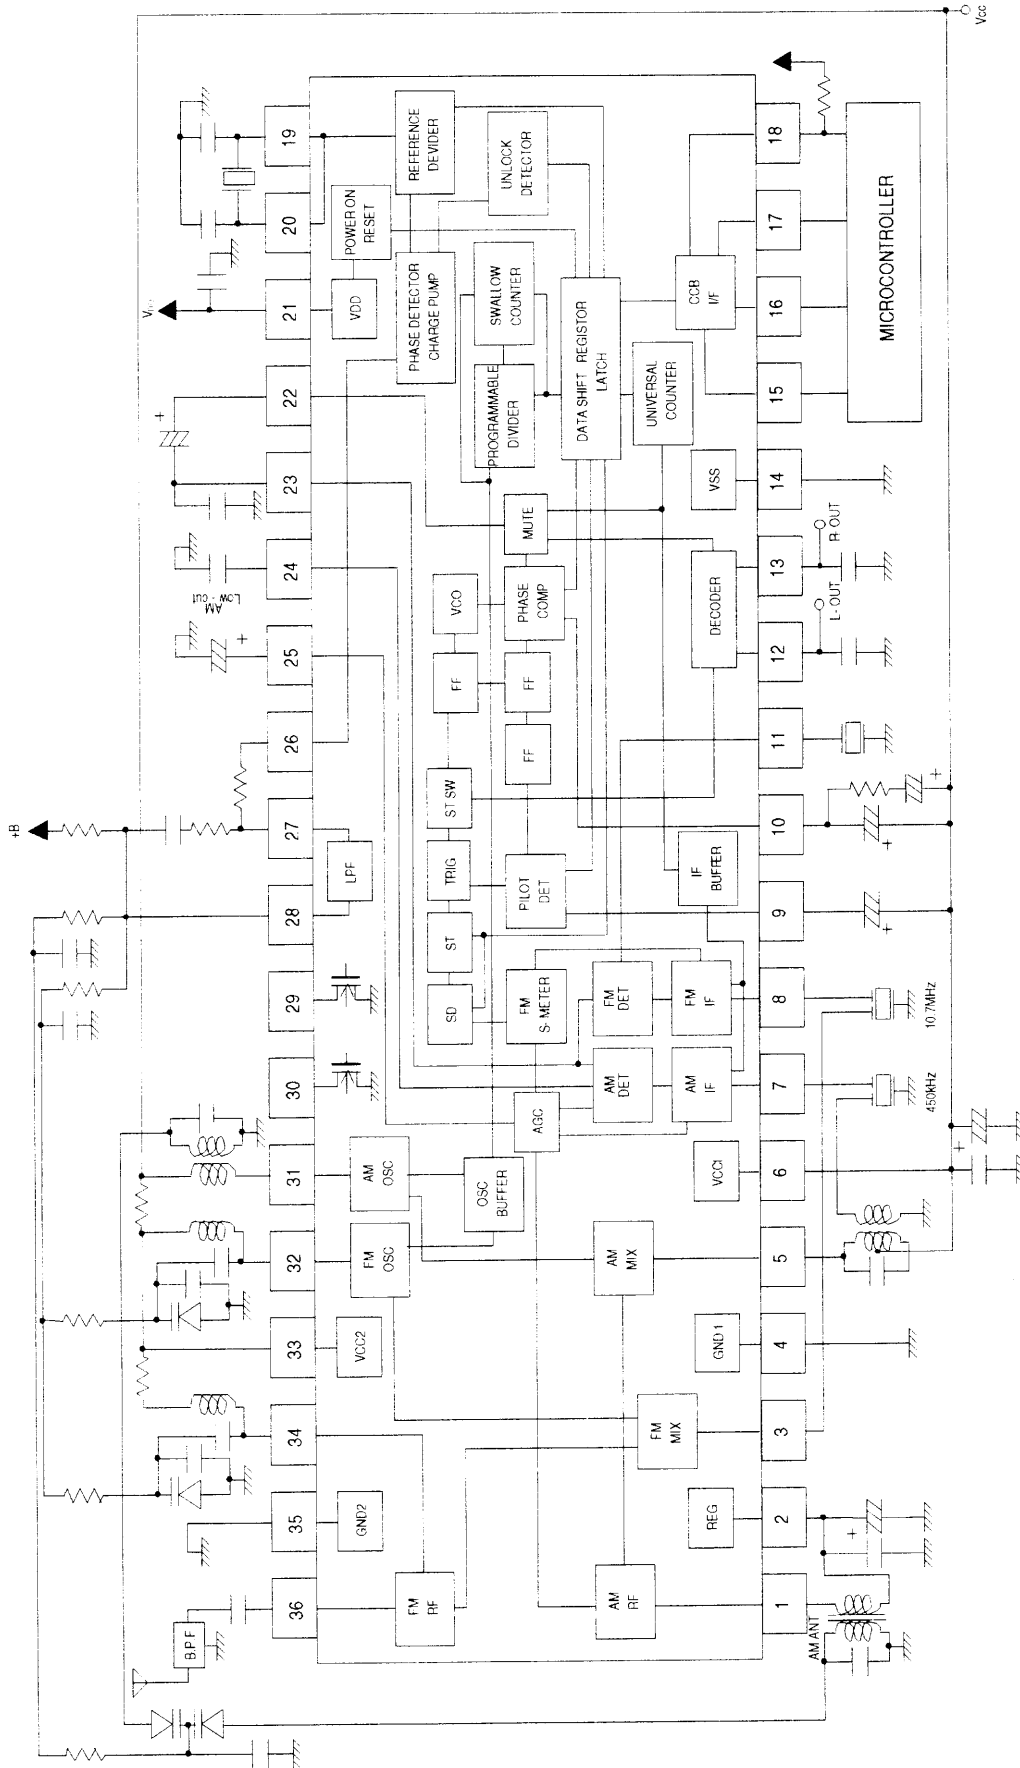 +B
Vcc
AM
Low-cut
36
35
34
33
32
31
30
29
28
27
26
25
24
23
22
21
20
19
B.P.F
FM
RF
GND2
VCC2
FM
OSC
AM
OSC
OSC
BUFFER
LPF
VDD
POWER ON
RESET
PHASE DETECTOR
CHARGE PUMP
REFERENCE
DEVIDER
UNLOCK
DETECTOR
SWALLOW
COUNTER
PROGRAMMABLE
DIVIDER
DATA SHIFT REGISTOR
LATCH
UNIVERSAL
COUNTER
CCB
I/F
SD
ST
TRIG
ST SW
FF
VCO
FM
S-METER
PILOT
DET
FF
FF
PHASE
COMP
MUTE
AGC
AM
DET
FM
DET
AM
IF
FM
IF
IF
BUFFER
DECODER
VSS
AM
RF
REG
FM
MIX
GND1
AM
MIX
VCC1
1
2
3
4
5
6
7
8
9
10
11
12
13
14
15
16
17
18
AM ANT
450kHz
10.7MHz
L-OUT
R-OUT
MICROCONTROLLER